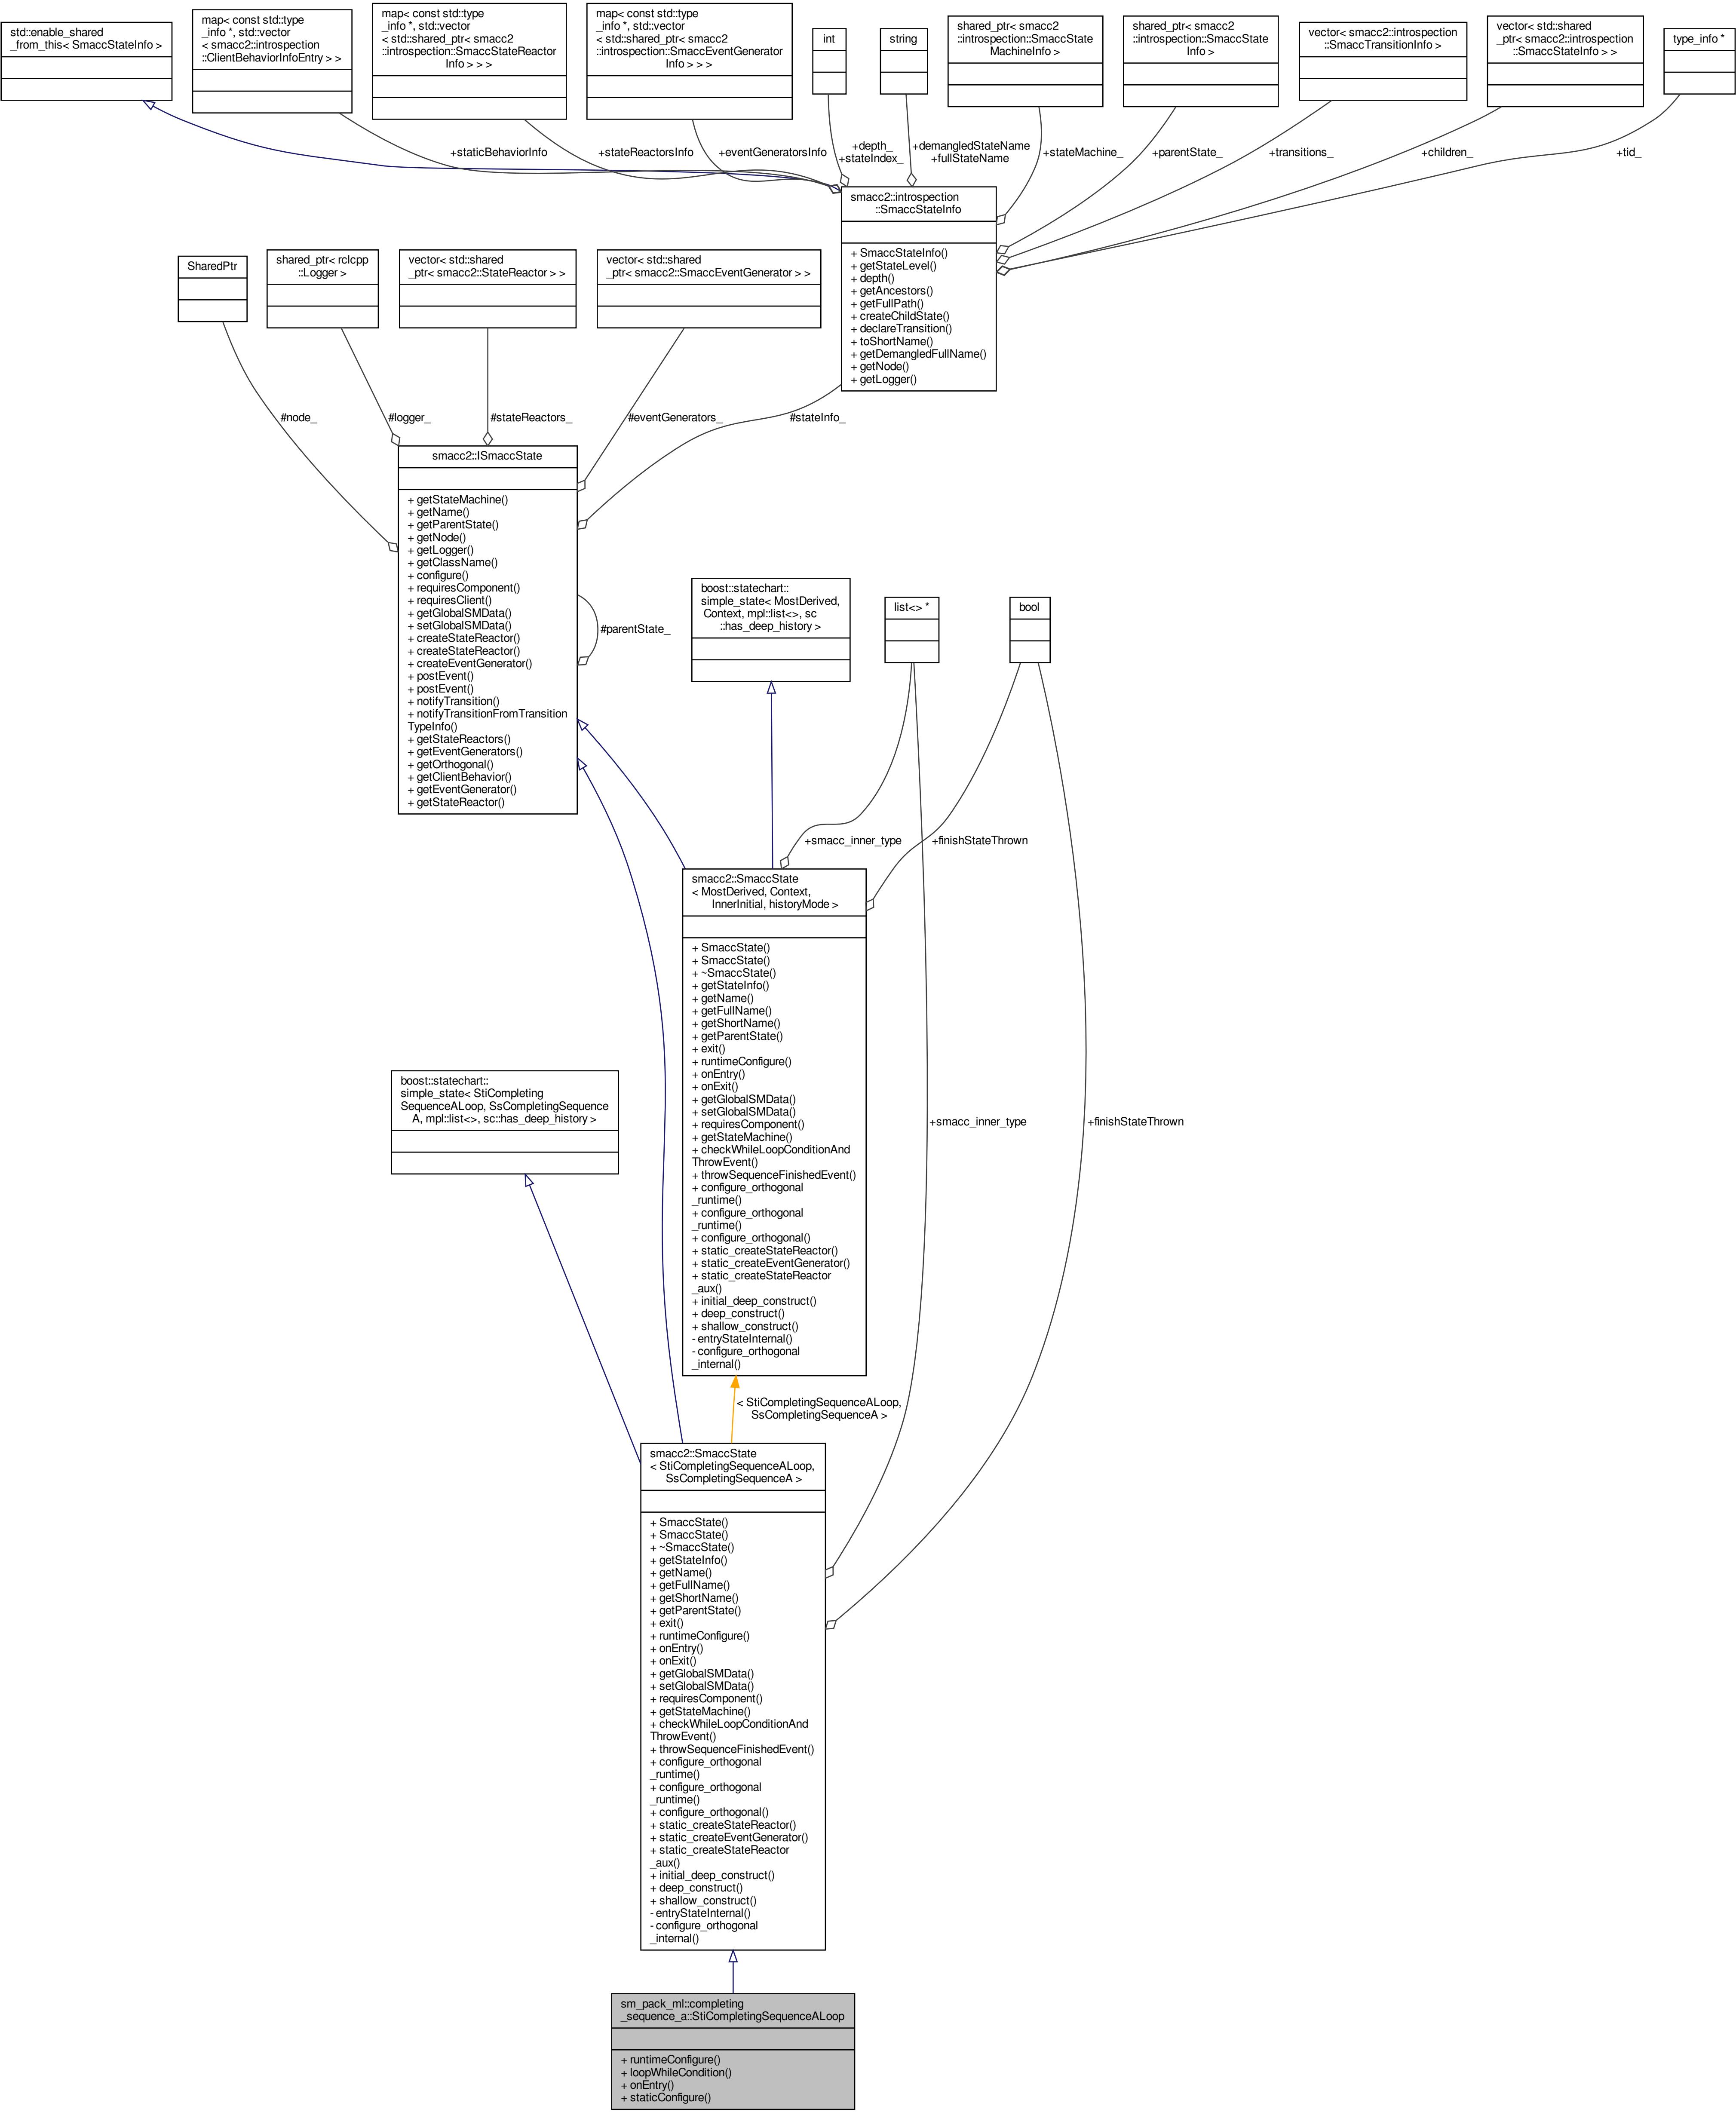 std::enable_shared
_from_this< SmaccStateInfo >
map< const std::type
_info *, std::vector
< smacc2::introspection
::ClientBehaviorInfoEntry > >
map< const std::type
_info *, std::vector
< std::shared_ptr< smacc2
::introspection::SmaccStateReactor
Info > > >
map< const std::type
_info *, std::vector
< std::shared_ptr< smacc2
::introspection::SmaccEventGenerator
Info > > >
int
string
shared_ptr< smacc2
::introspection::SmaccState
MachineInfo >
shared_ptr< smacc2
::introspection::SmaccState
Info >
vector< smacc2::introspection
::SmaccTransitionInfo >
vector< std::shared
_ptr< smacc2::introspection
::SmaccStateInfo > >
type_info *
+staticBehaviorInfo
+stateReactorsInfo
+eventGeneratorsInfo
+depth_
+stateIndex_
+demangledStateName
+fullStateName
+stateMachine_
+parentState_
+transitions_
+children_
+tid_
smacc2::introspection
::SmaccStateInfo
+ SmaccStateInfo()
+ getStateLevel()
+ depth()
+ getAncestors()
+ getFullPath()
+ createChildState()
+ declareTransition()
+ toShortName()
+ getDemangledFullName()
+ getNode()
+ getLogger()
SharedPtr
shared_ptr< rclcpp
::Logger >
vector< std::shared
_ptr< smacc2::StateReactor > >
vector< std::shared
_ptr< smacc2::SmaccEventGenerator > >
#node_
#logger_
#stateReactors_
#eventGenerators_
#stateInfo_
smacc2::ISmaccState
+ getStateMachine()
+ getName()
+ getParentState()
+ getNode()
+ getLogger()
+ getClassName()
+ configure()
+ requiresComponent()
+ requiresClient()
+ getGlobalSMData()
+ setGlobalSMData()
+ createStateReactor()
+ createStateReactor()
+ createEventGenerator()
+ postEvent()
+ postEvent()
+ notifyTransition()
+ notifyTransitionFromTransition
TypeInfo()
+ getStateReactors()
+ getEventGenerators()
+ getOrthogonal()
+ getClientBehavior()
+ getEventGenerator()
+ getStateReactor()
#parentState_
boost::statechart::
simple_state< MostDerived,
Context, mpl::list<>, sc
::has_deep_history >
list<> *
bool
+smacc_inner_type
+finishStateThrown
smacc2::SmaccState
< MostDerived, Context,
InnerInitial, historyMode >
+ SmaccState()
+ SmaccState()
+ ~SmaccState()
+ getStateInfo()
+ getName()
+ getFullName()
+ getShortName()
+ getParentState()
+ exit()
+ runtimeConfigure()
+ onEntry()
+ onExit()
+ getGlobalSMData()
+ setGlobalSMData()
+ requiresComponent()
+ getStateMachine()
+ checkWhileLoopConditionAnd
ThrowEvent()
+ throwSequenceFinishedEvent()
+ configure_orthogonal
_runtime()
+ configure_orthogonal
_runtime()
+ configure_orthogonal()
+ static_createStateReactor()
+ static_createEventGenerator()
+ static_createStateReactor
_aux()
+ initial_deep_construct()
+ deep_construct()
+ shallow_construct()
- entryStateInternal()
- configure_orthogonal
_internal()
boost::statechart::
simple_state< StiCompleting
SequenceALoop, SsCompletingSequence
A, mpl::list<>, sc::has_deep_history >
+smacc_inner_type
+finishStateThrown
< StiCompletingSequenceALoop,
SsCompletingSequenceA >
smacc2::SmaccState
< StiCompletingSequenceALoop,
SsCompletingSequenceA >
+ SmaccState()
+ SmaccState()
+ ~SmaccState()
+ getStateInfo()
+ getName()
+ getFullName()
+ getShortName()
+ getParentState()
+ exit()
+ runtimeConfigure()
+ onEntry()
+ onExit()
+ getGlobalSMData()
+ setGlobalSMData()
+ requiresComponent()
+ getStateMachine()
+ checkWhileLoopConditionAnd
ThrowEvent()
+ throwSequenceFinishedEvent()
+ configure_orthogonal
_runtime()
+ configure_orthogonal
_runtime()
+ configure_orthogonal()
+ static_createStateReactor()
+ static_createEventGenerator()
+ static_createStateReactor
_aux()
+ initial_deep_construct()
+ deep_construct()
+ shallow_construct()
- entryStateInternal()
- configure_orthogonal
_internal()
sm_pack_ml::completing
_sequence_a::StiCompletingSequenceALoop
+ runtimeConfigure()
+ loopWhileCondition()
+ onEntry()
+ staticConfigure()